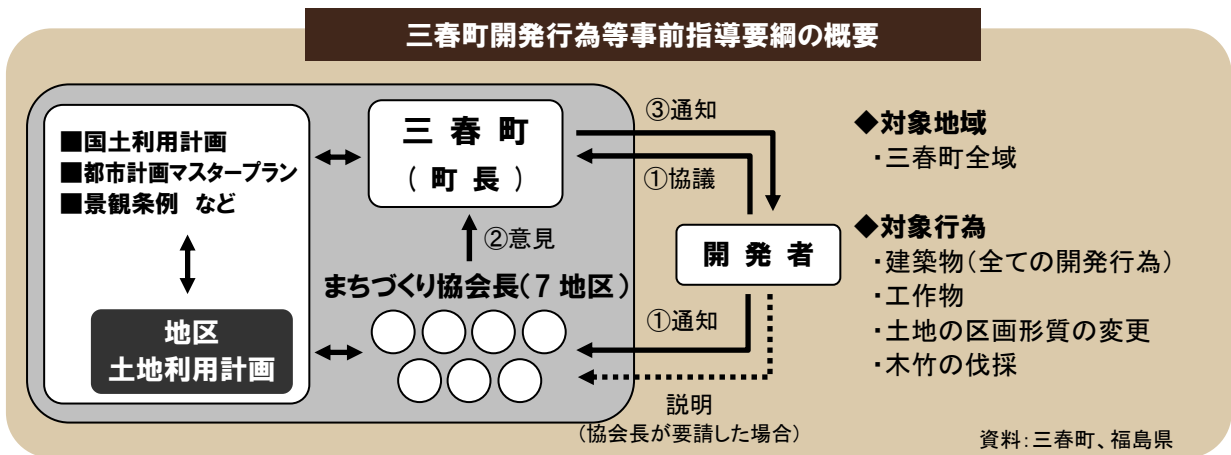 三春町開発行為等事前指導要綱の概要
■国土利用計画
■都市計画マスタープラン
■景観条例 など
地区
土地利用計画
三 春 町
( 町 長 )
②意見
まちづくり協会長(7 地区)
③通知
①協議
開 発 者
①通知
説明
(協会長が要請した場合)
◆対象地域
・三春町全域
◆対象行為
・建築物(全ての開発行為)
・工作物
・土地の区画形質の変更
・木竹の伐採
資料:三春町、福島県